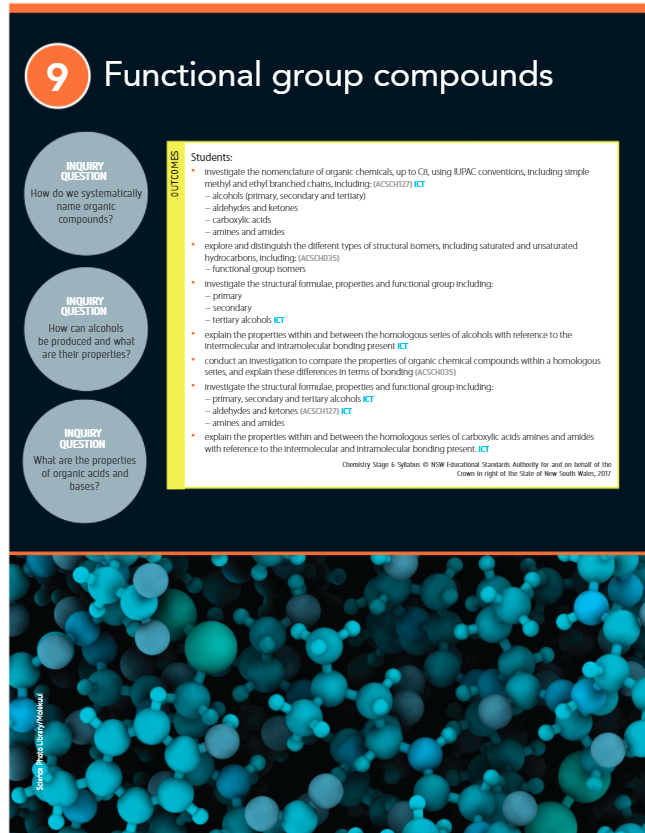 9 Functional group compounds
INQUIRY
QUESTION
How do we systematically
name organic
compounds?
INQUIRY
QUESTION
How can alcohols
be produced and what
are their properties?
INQUIRY
QUESTION
What are the properties
of organic acids and
bases?
OUTCOMES
Students:
* investigate the nomenclature of organic chemicals, up to C8, using IUPAC conventions, including simple
methyl and ethyl branched chains, including: (ACSCH127) ICT
– alcohols (primary, secondary and tertiary)
– aldehydes and ketones
– carboxylic acids
– amines and amides
* explore and distinguish the different types of structural isomers, including saturated and unsaturated
hydrocarbons, including: (ACSCH035)
– functional group isomers
* investigate the structural formulae, properties and functional group including:
– primary
– secondary
– tertiary alcohols ICT
* explain the properties within and between the homologous series of alcohols with reference to the
intermolecular and intramolecular bonding present ICT
* conduct an investigation to compare the properties of organic chemical compounds within a homologous
series, and explain these differences in terms of bonding (ACSCH035)
* investigate the structural formulae, properties and functional group including:
– primary, secondary and tertiary alcohols ICT
– aldehydes and ketones (ACSCH127) ICT
– amines and amides
* explain the properties within and between the homologous series of carboxylic acids amines and amides
with reference to the intermolecular and intramolecular bonding present. ICT
Chemistry Stage 6 Syllabus © NSW Educational Standards Authority for and on behalf of the
Crown in right of the State of New South Wales, 2017
Science Photo Library/Molekuul